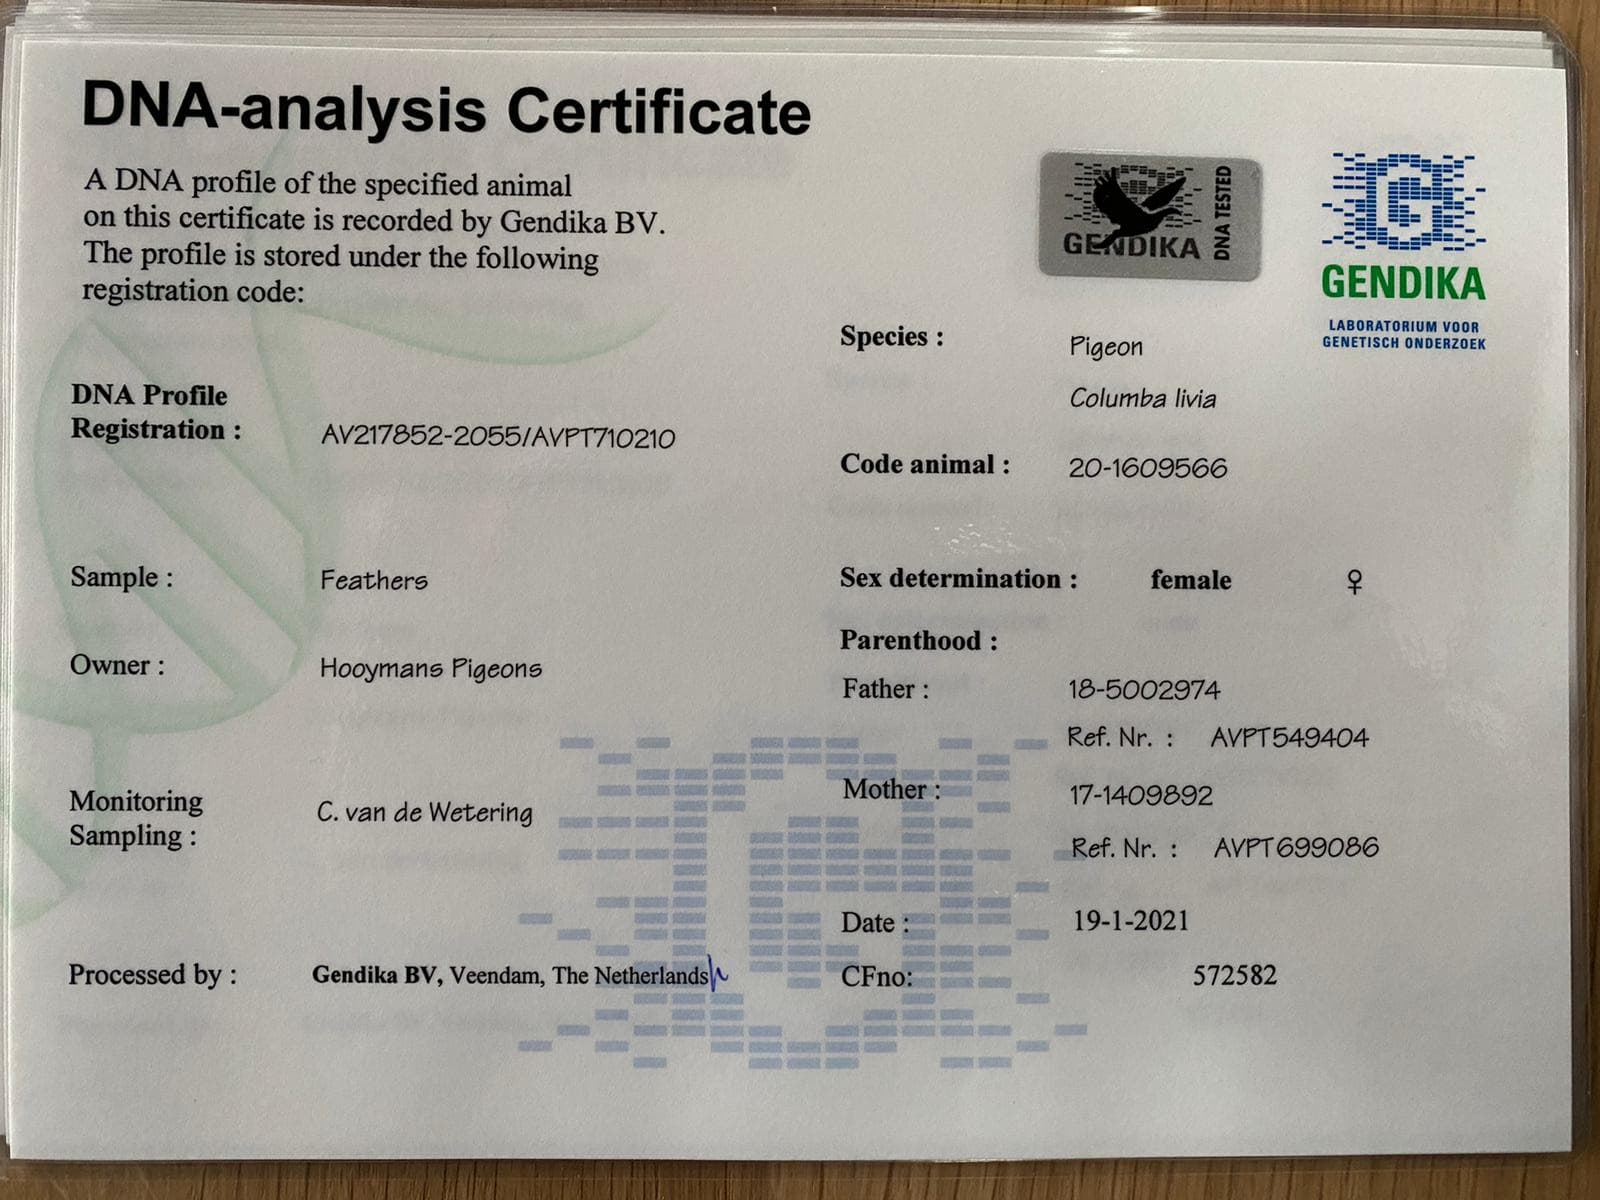 DNA-analysis Certificate
A DNA profile of the specified animal
on this certificate is recorded by Gendika BV.
The profile is stored under the following
registration code:
DNA Profile
Registration :
AV217852-2055/AVPT710210
Sample :
Feathers
Owner :
Hooymans Pigeons
Monitoring
Sampling :
C. van de Wetering
Processed by :
Gendika BV, Veendam, The Netherlands
GENDIKA
DNA TESTED
G
GENDIKA
LABORATORIUM VOOR
GENETISCH ONDERZOEK
Species :
Pigeon
Columba livia
Code animal :
20-1609566
Sex determination :
female
♀
Parenthood :
Father :
18-5002974
Ref. Nr. : AVPT549404
Mother :
17-1409892
Ref. Nr. : AVPT699086
Date :
19-1-2021
CFno:
572582